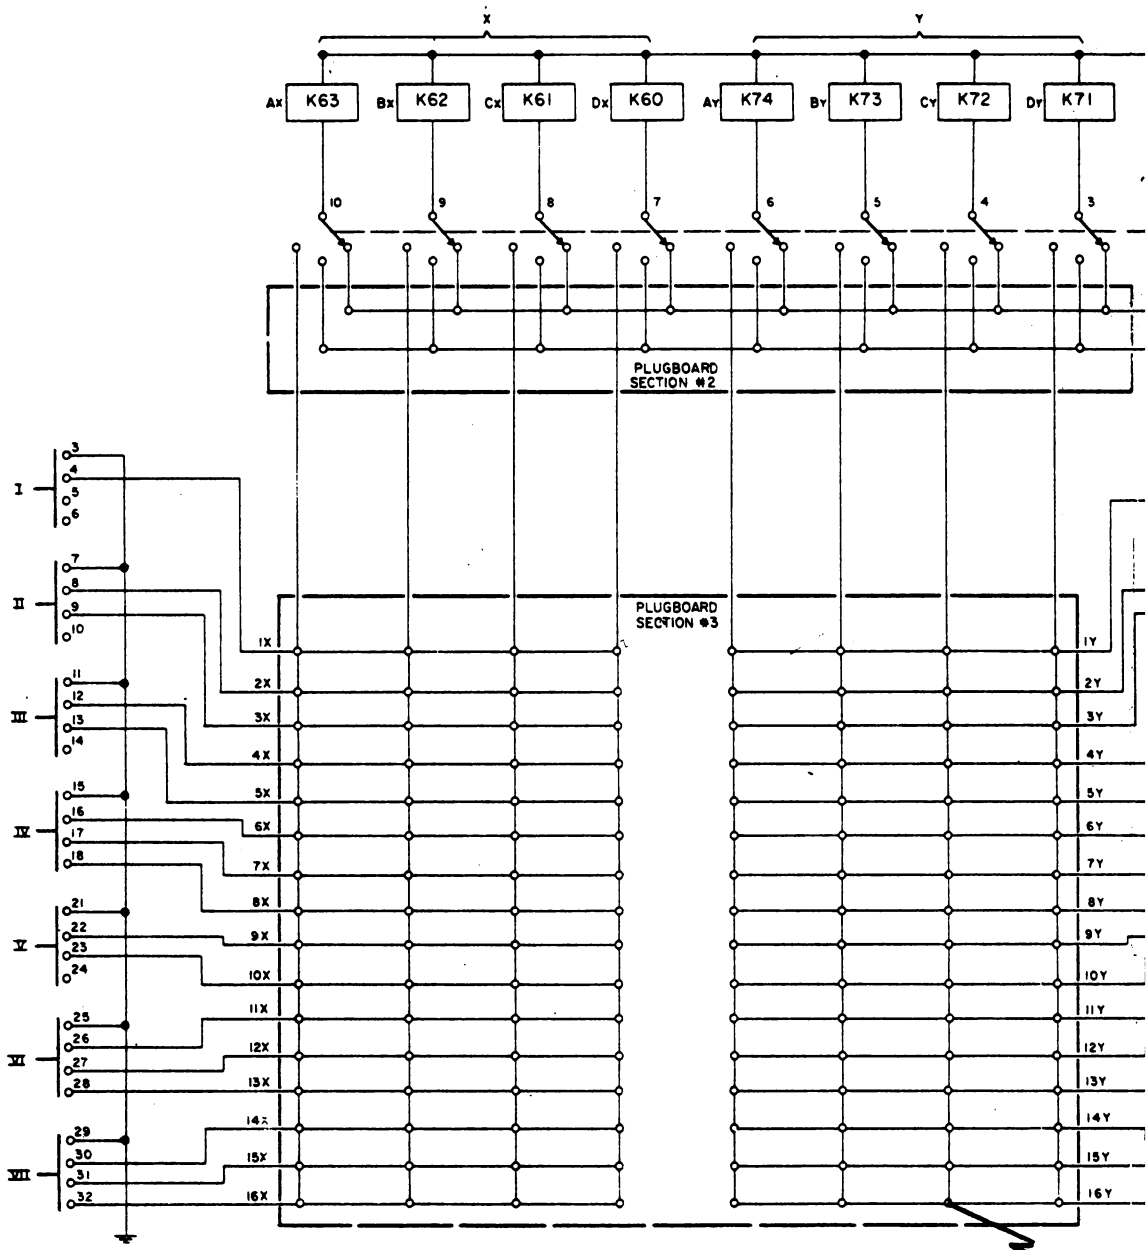 X Y
AX K63 BX K62 CX K61 DX K60 AY K74 BY K73 CY K72 DY K71
10 9 8 7 6 5 4 3
PLUGBOARD
SECTION #2
I 3
4
5
6
II 7
8
9
10
III 11
12
13
14
IV 15
16
17
18
V 21
22
23
24
VI 25
26
27
28
VII 29
30
31
32
PLUGBOARD
SECTION #3
1X 1Y
2X 2Y
3X 3Y
4X 4Y
5X 5Y
6X 6Y
7X 7Y
8X 8Y
9X 9Y
10X 10Y
11X 11Y
12X 12Y
13X 13Y
14X 14Y
15X 15Y
16X 16Y